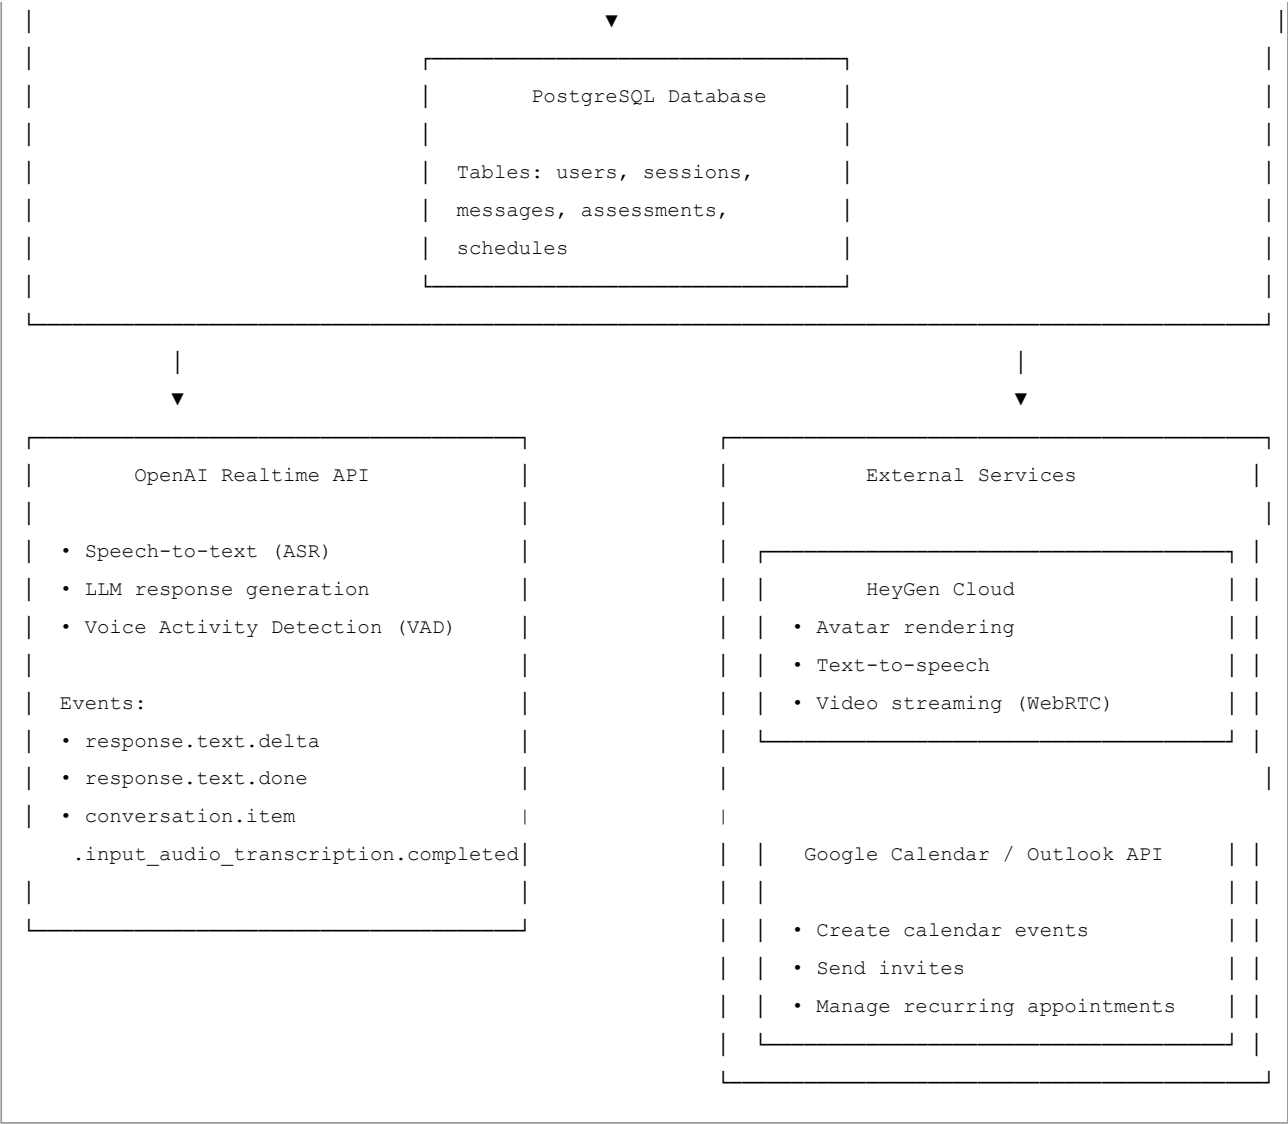 PostgreSQL Database
Tables: users, sessions,
messages, assessments,
schedules
OpenAI Realtime API
• Speech-to-text (ASR)
• LLM response generation
• Voice Activity Detection (VAD)
Events:
• response.text.delta
• response.text.done
• conversation.item
.input_audio_transcription.completed
External Services
HeyGen Cloud
• Avatar rendering
• Text-to-speech
• Video streaming (WebRTC)
Google Calendar / Outlook API
• Create calendar events
• Send invites
• Manage recurring appointments